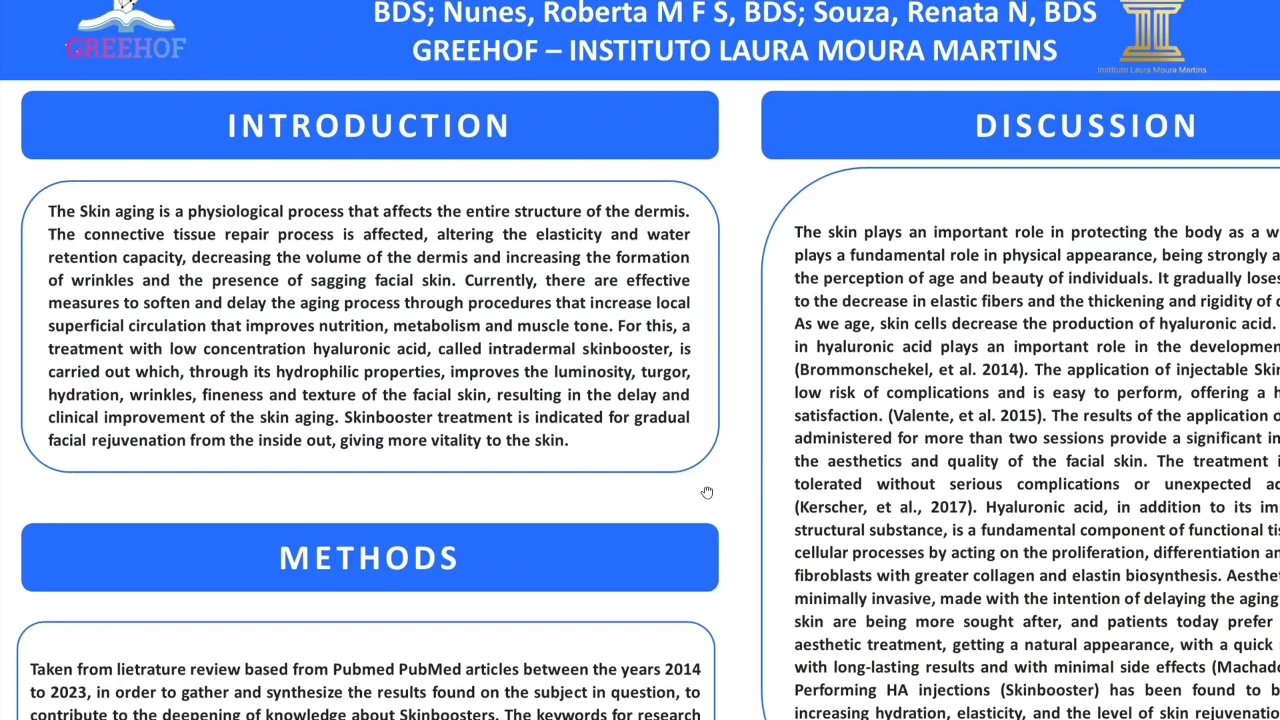 BDS; Nunes, Roberta M F S, BDS; Souza, Renata N, BDS
GREEHOF – INSTITUTO LAURA MOURA MARTINS
GREEHOF
Instituto Laura Moura Martins
INTRODUCTION
The Skin aging is a physiological process that affects the entire structure of the dermis.
The connective tissue repair process is affected, altering the elasticity and water
retention capacity, decreasing the volume of the dermis and increasing the formation
of wrinkles and the presence of sagging facial skin. Currently, there are effective
measures to soften and delay the aging process through procedures that increase local
superficial circulation that improves nutrition, metabolism and muscle tone. For this, a
treatment with low concentration hyaluronic acid, called intradermal skinbooster, is
carried out which, through its hydrophilic properties, improves the luminosity, turgor,
hydration, wrinkles, fineness and texture of the facial skin, resulting in the delay and
clinical improvement of the skin aging. Skinbooster treatment is indicated for gradual
facial rejuvenation from the inside out, giving more vitality to the skin.
METHODS
Taken from lietrature review based from Pubmed PubMed articles between the years 2014
to 2023, in order to gather and synthesize the results found on the subject in question, to
contribute to the deepening of knowledge about Skinboosters. The keywords for research
DISCUSSION
The skin plays an important role in protecting the body as a
plays a fundamental role in physical appearance, being strongly
the perception of age and beauty of individuals. It gradually loses
to the decrease in elastic fibers and the thickening and rigidity of
As we age, skin cells decrease the production of hyaluronic acid.
in hyaluronic acid plays an important role in the
(Brommonschekel, et al. 2014). The application of injectable
low risk of complications and is easy to perform, offering a
satisfaction. (Valente, et al. 2015). The results of the application
administered for more than two sessions provide a significant
the aesthetics and quality of the facial skin. The treatment
tolerated without serious complications or unexpected
(Kerscher, et al., 2017). Hyaluronic acid, in addition to its
structural substance, is a fundamental component of functional
cellular processes by acting on the proliferation, differentiation
fibroblasts with greater collagen and elastin biosynthesis.
minimally invasive, made with the intention of delaying the aging
skin are being more sought after, and patients today prefer
aesthetic treatment, getting a natural appearance, with a quick
with long-lasting results and with minimal side effects
Performing HA injections (Skinbooster) has been found to
increasing hydration, elasticity, and the level of skin